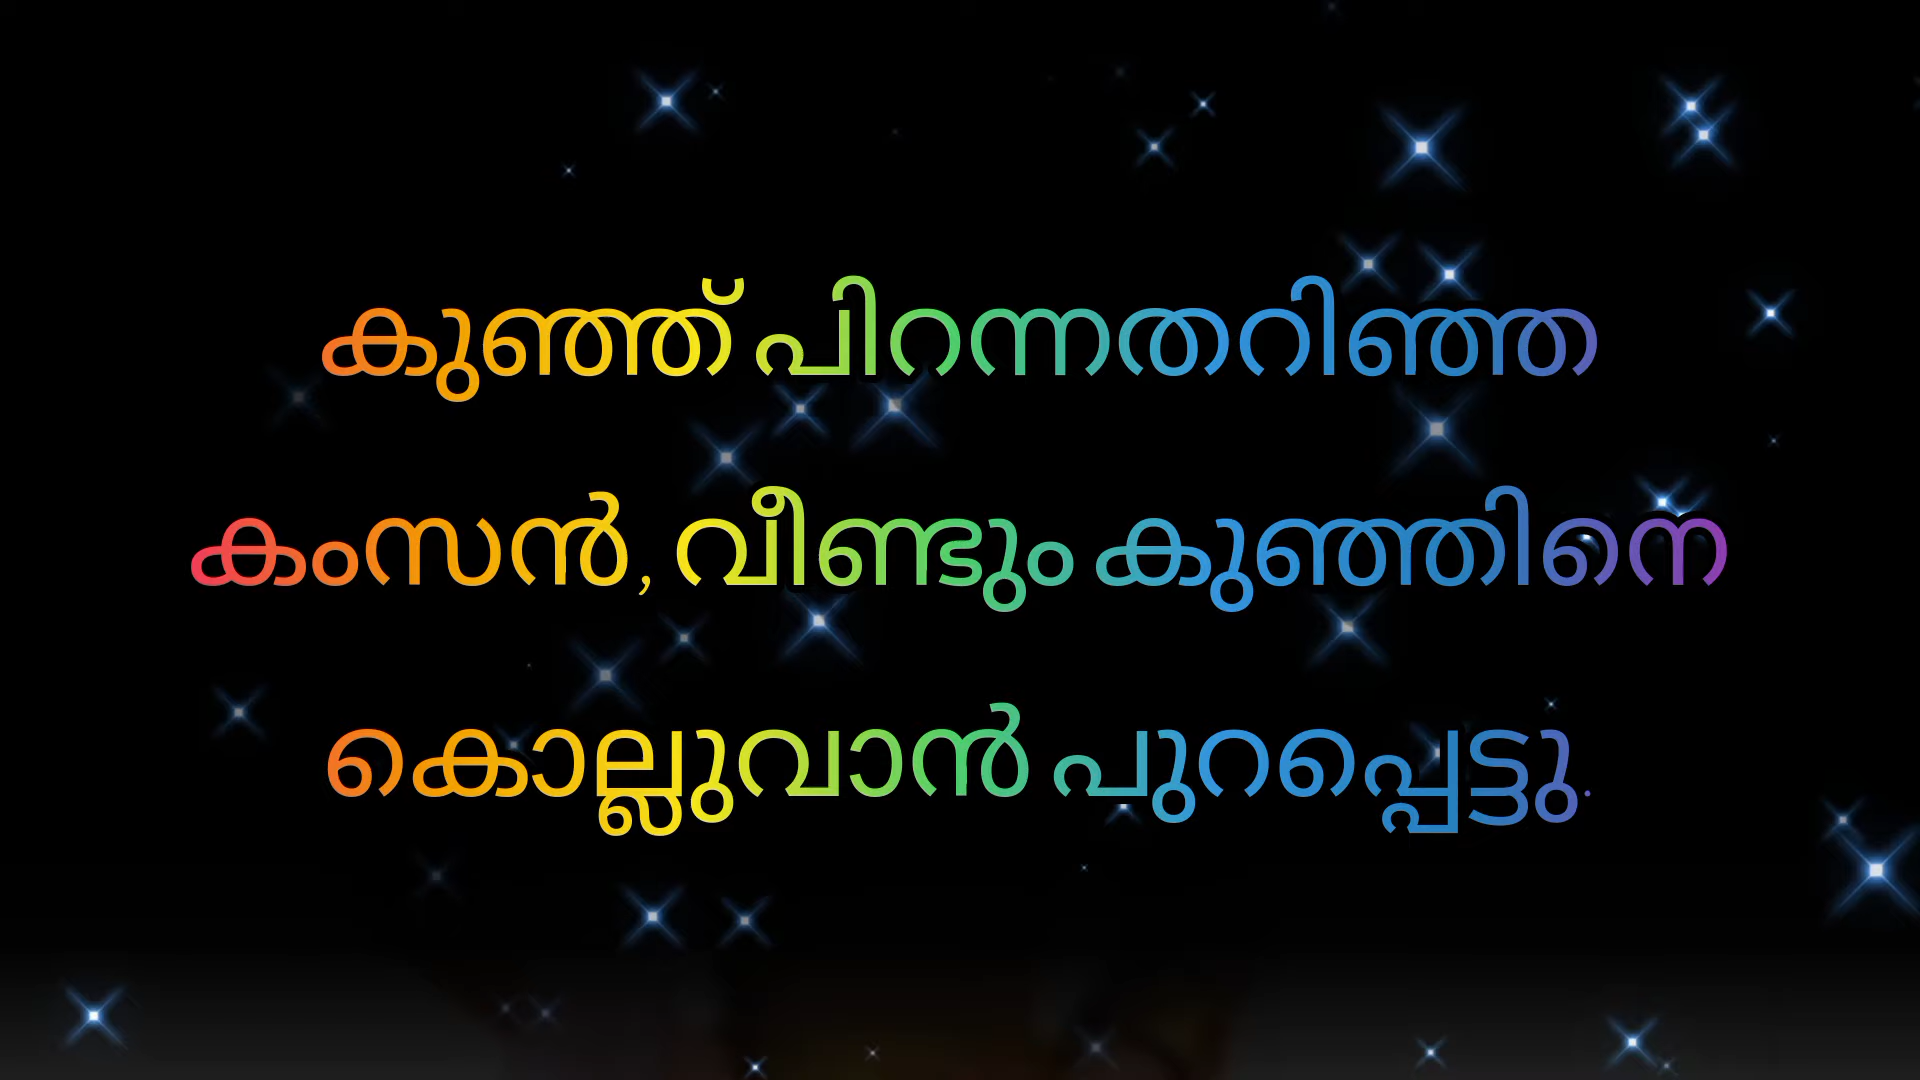 കുഞ്ഞ് പിറന്നതറിഞ്ഞ
കംസൻ, വീണ്ടും കുഞ്ഞിനെ
കൊല്ലുവാൻ പുറപ്പെട്ടു.